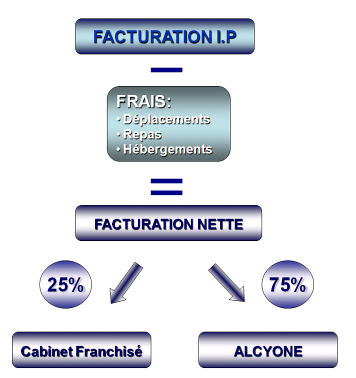 FACTURATION I.P
FRAIS:
• Déplacements
• Repas
• Hébergements
FACTURATION NETTE
25%
75%
Cabinet Franchisé
ALCYONE